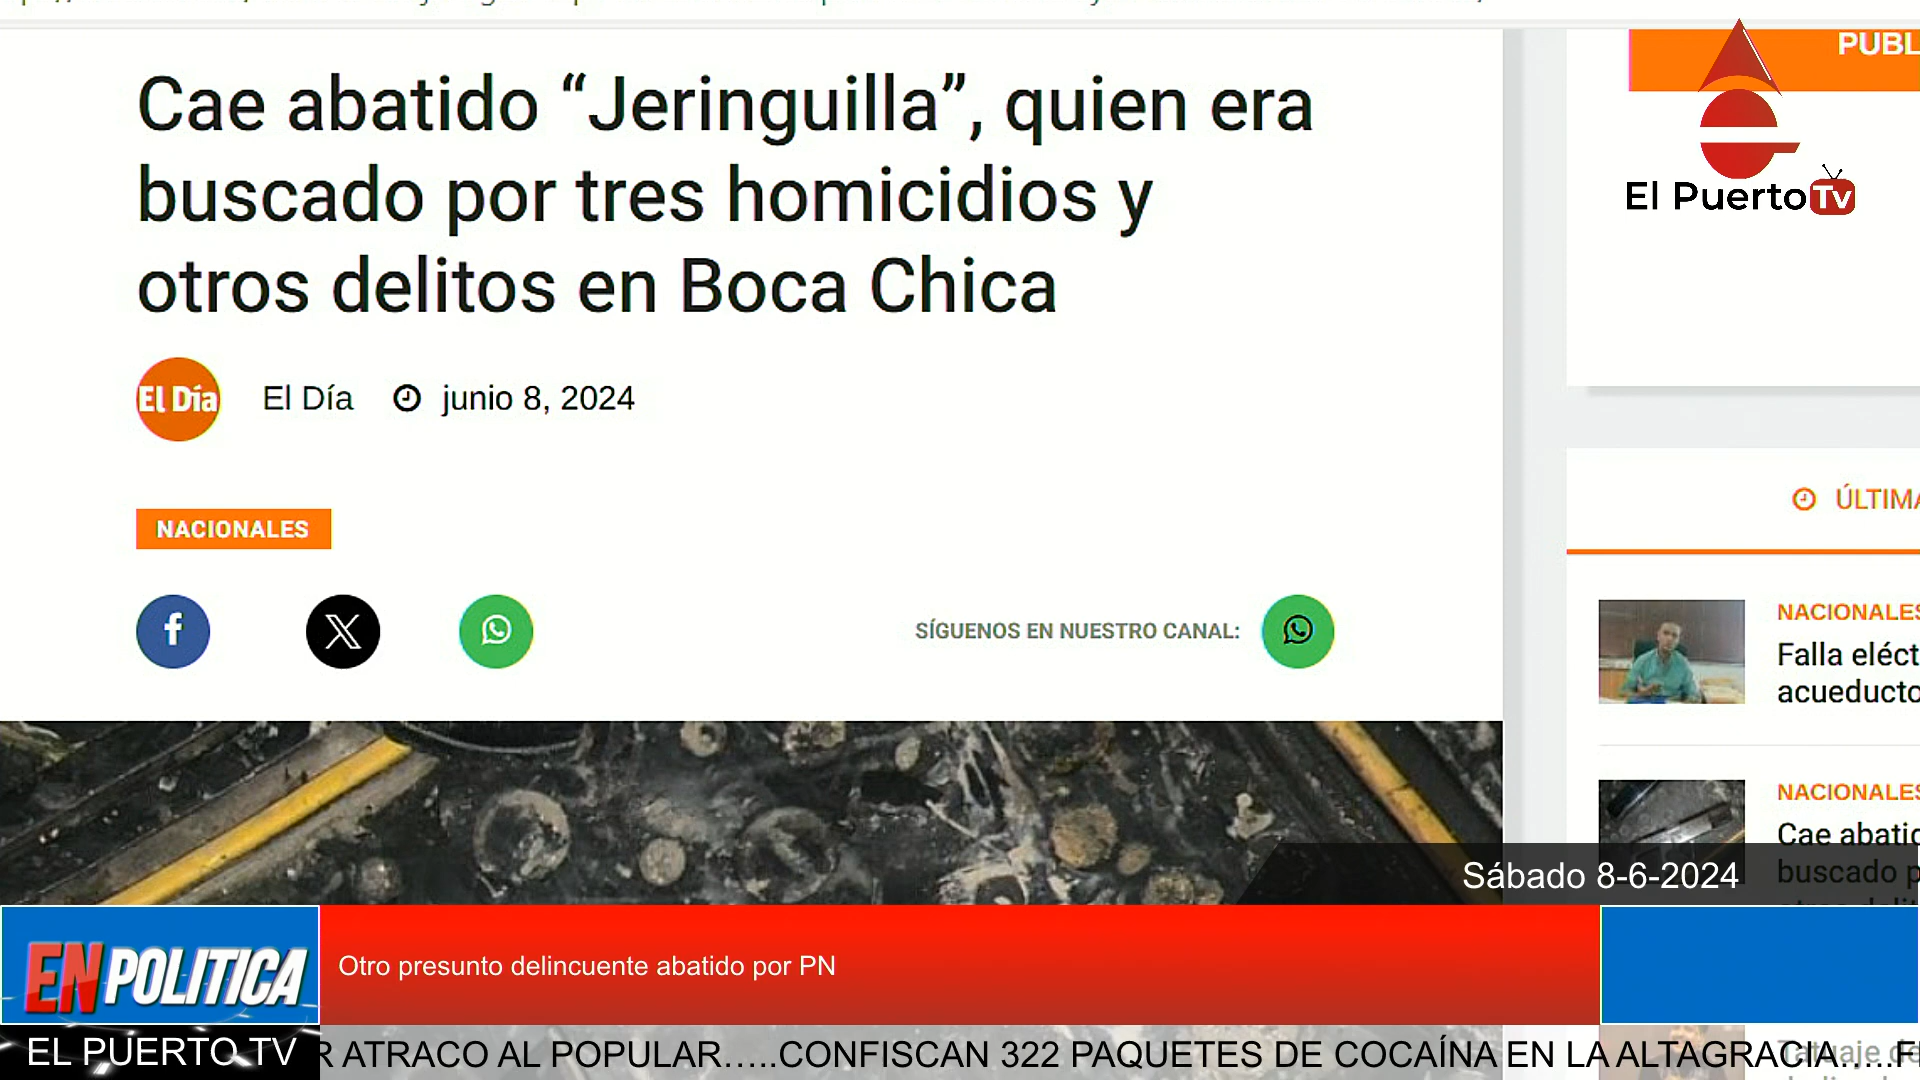 Cae abatido “Jeringuilla”, quien era
buscado por tres homicidios y
otros delitos en Boca Chica
El Día
El Día junio 8, 2024
NACIONALES
SÍGUENOS EN NUESTRO CANAL:
PUBL
El Puerto Tv
ÚLTIMA
NACIONALES
Falla eléct
acueducto
NACIONALES
Cae abatid
buscado p
Sábado 8-6-2024
EN POLITICA
Otro presunto delincuente abatido por PN
EL PUERTO TV
R ATRACO AL POPULAR…..CONFISCAN 322 PAQUETES DE COCAÍNA EN LA ALTAGRACIA…..F
Tatuaje de